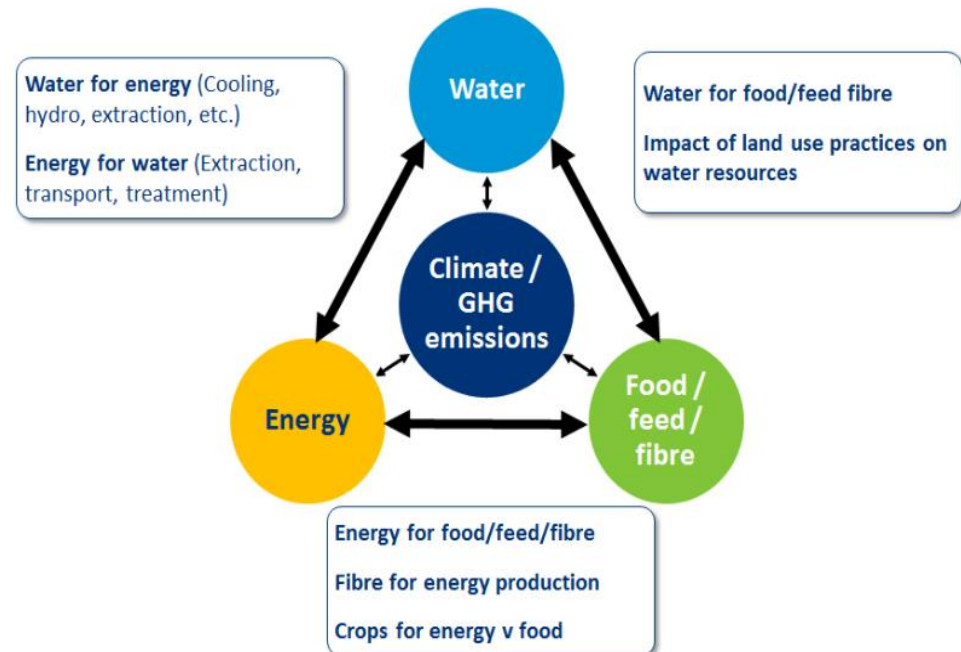 Water
Water for energy (Cooling,
hydro, extraction, etc.)
Energy for water (Extraction,
transport, treatment)
Water for food/feed fibre
Impact of land use practices on
water resources
Climate /
GHG
emissions
Energy
Food /
feed /
fibre
Energy for food/feed/fibre
Fibre for energy production
Crops for energy v food